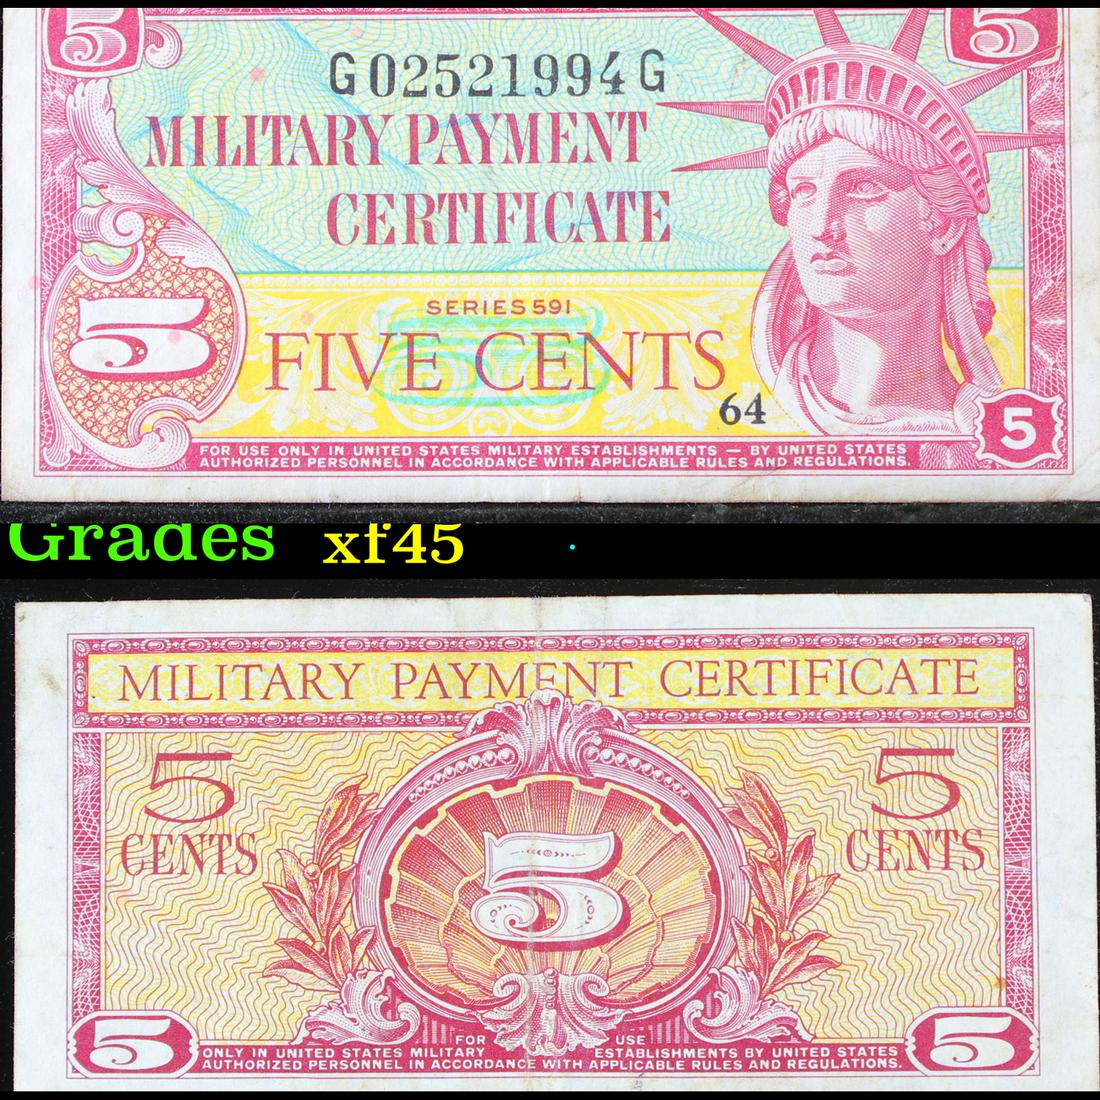 5 5
G02521994G
MILITARY PAYMENT
CERTIFICATE
SERIES 591
5
FIVE CENTS
64
5
FOR USE ONLY IN UNITED STATES MILITARY ESTABLISHMENTS — BY UNITED STATES
AUTHORIZED PERSONNEL IN ACCORDANCE WITH APPLICABLE RULES AND REGULATIONS.
Grades xf45
MILITARY PAYMENT CERTIFICATE
5 5
CENTS CENTS
5
5 5
FOR USE
ONLY IN UNITED STATES MILITARY ESTABLISHMENTS BY UNITED STATES
AUTHORIZED PERSONNEL IN ACCORDANCE WITH APPLICABLE RULES AND REGULATIONS.